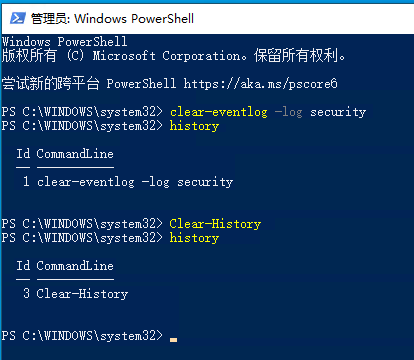 管理员: Windows PowerShell
Windows PowerShell
版权所有 (C) Microsoft Corporation。保留所有权利。
尝试新的跨平台 PowerShell https://aka.ms/pscore6
PS C:\WINDOWS\system32> clear-eventlog -log security
PS C:\WINDOWS\system32> history
Id CommandLine
-- -----------
1 clear-eventlog -log security
PS C:\WINDOWS\system32> Clear-History
PS C:\WINDOWS\system32> history
Id CommandLine
-- -----------
3 Clear-History
PS C:\WINDOWS\system32> _